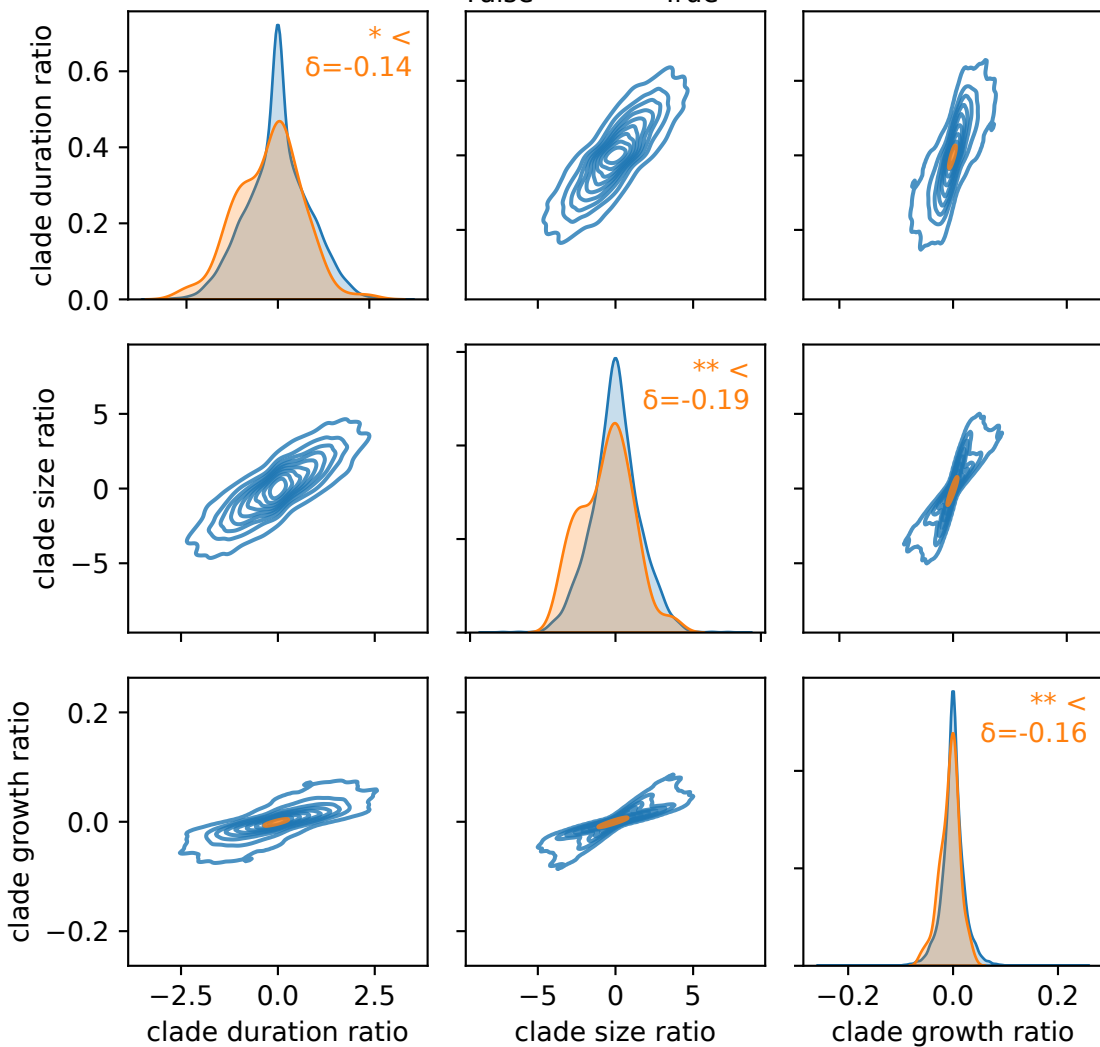 clade duration ratio
0.6
0.4
0.2
0.0
* <
δ=-0.14
clade size ratio
5
0
−5
** <
δ=-0.19
clade growth ratio
0.2
0.0
−0.2
** <
δ=-0.16
−2.5 0.0 2.5
−5 0 5
−0.2 0.0 0.2
clade duration ratio
clade size ratio
clade growth ratio